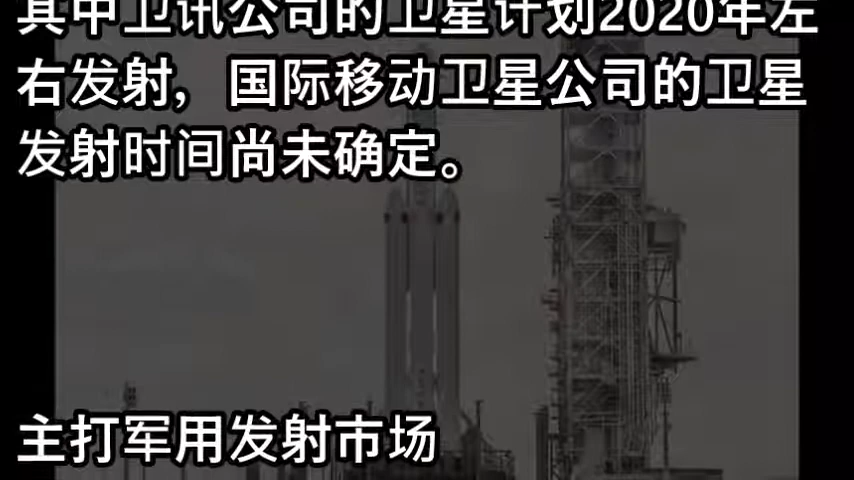 其中卫讯公司的卫星计划2020年左
右发射，国际移动卫星公司的卫星
发射时间尚未确定。
主打军用发射市场